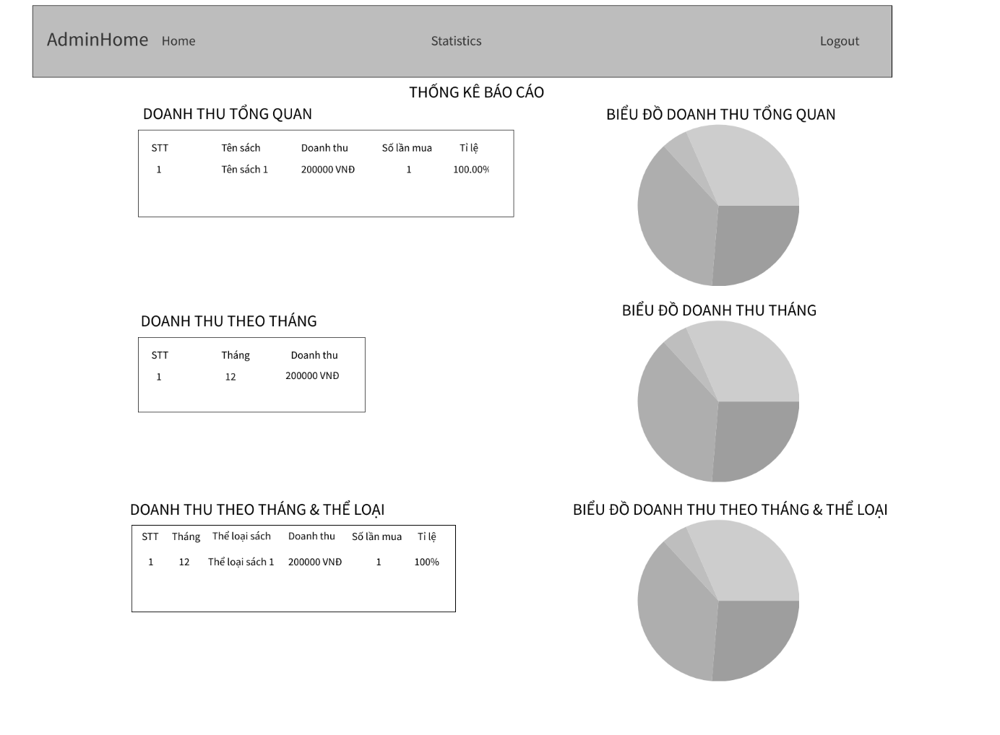 AdminHome Home Statistics Logout
THỐNG KÊ BÁO CÁO
DOANH THU TỔNG QUAN
STT Tên sách Doanh thu Số lần mua Tỉ lệ
1 Tên sách 1 200000 VNĐ 1 100.00%
BIỂU ĐỒ DOANH THU TỔNG QUAN
DOANH THU THEO THÁNG
STT Tháng Doanh thu
1 12 200000 VNĐ
BIỂU ĐỒ DOANH THU THÁNG
DOANH THU THEO THÁNG & THỂ LOẠI
STT Tháng Thể loại sách Doanh thu Số lần mua Tỉ lệ
1 12 Thể loại sách 1 200000 VNĐ 1 100%
BIỂU ĐỒ DOANH THU THEO THÁNG & THỂ LOẠI